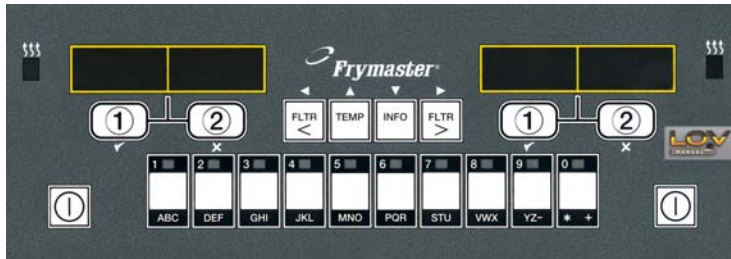 Frymaster®
1 2
FLTR < TEMP INFO FLTR >
1 2
LOV
MANUAL
1 2 3 4 5 6 7 8 9 0
ABC DEF GHI JKL MNO PQR STU VWX YZ- * +